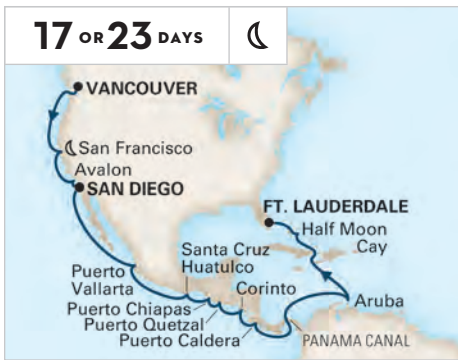 17 OR 23 DAYS
VANCOUVER
San Francisco
Avalon
SAN DIEGO
FT. LAUDERDALE
Half Moon
Cay
Santa Cruz
Huatulco
Puerto
Vallarta
Corinto
Aruba
Puerto Chiapas
Puerto Quetzal
Puerto Caldera
PANAMA CANAL